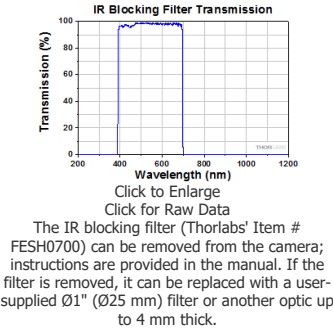 IR Blocking Filter Transmission
Transmission (%)
100
80
60
40
20
0
200 400 600 800 1000 1200
THORLABS
Wavelength (nm)
Click to Enlarge
Click for Raw Data
The IR blocking filter (Thorlabs' Item #
FESH0700) can be removed from the camera;
instructions are provided in the manual. If the
filter is removed, it can be replaced with a user-
supplied Ø1" (Ø25 mm) filter or another optic up
to 4 mm thick.